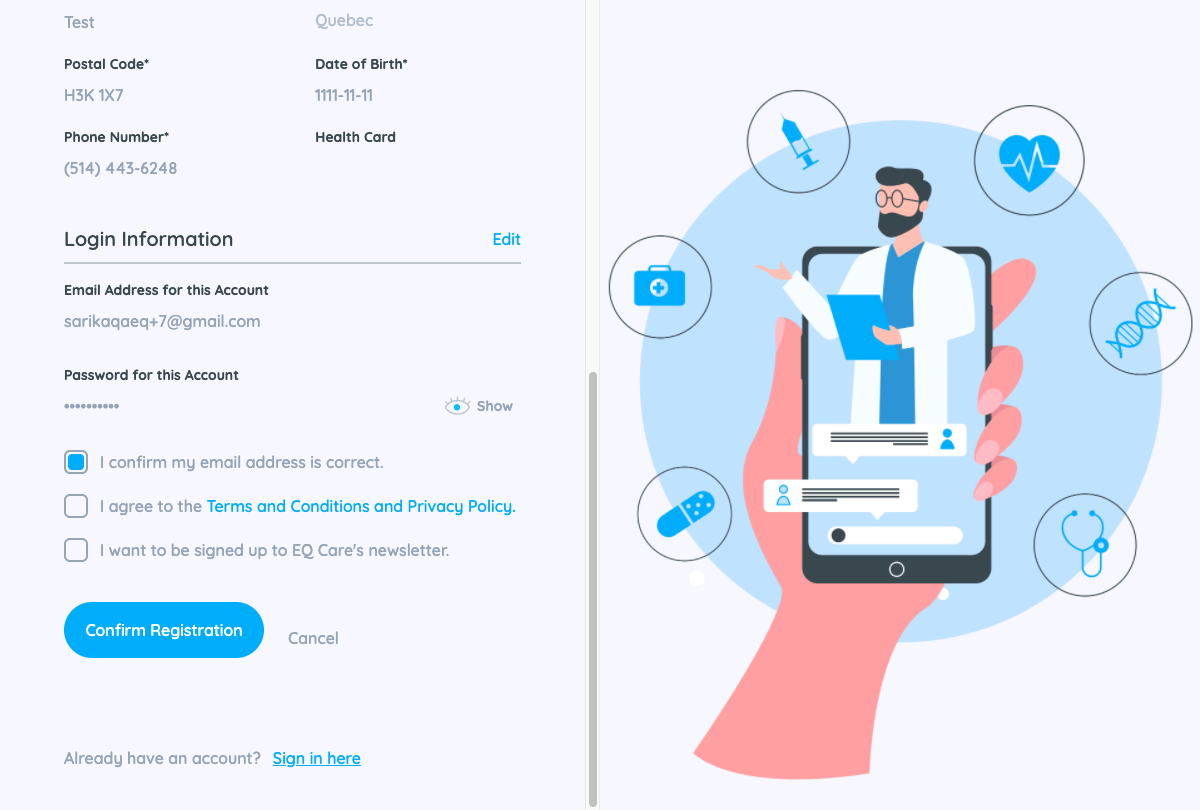 Test
Quebec
Postal Code*
Date of Birth*
H3K 1X7
1111-11-11
Phone Number*
Health Card
(514) 443-6248
Login Information
Edit
Email Address for this Account
sarikaqaeq+7@gmail.com
Password for this Account
••••••••••
Show
I confirm my email address is correct.
I agree to the Terms and Conditions and Privacy Policy.
I want to be signed up to EQ Care's newsletter.
Confirm Registration
Cancel
Already have an account? Sign in here